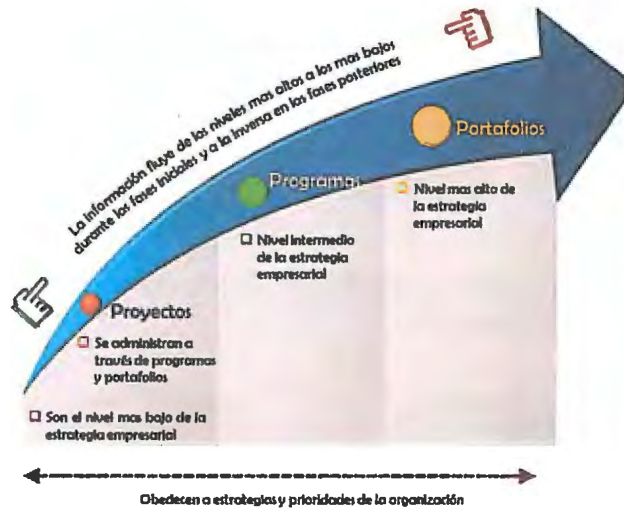 La información fluye de los niveles mas altos a los mas bajos
durante las fases iniciales y a la inversa en las fases posteriores
Portafolios
Nivel mas alto de
la estrategia
empresarial
Programas
Nivel intermedio
de la estrategia
empresarial
Proyectos
Se administran a
través de programas
y portafolios
Son el nivel mas bajo de la
estrategia empresarial
Obedecen a estrategias y prioridades de la organización